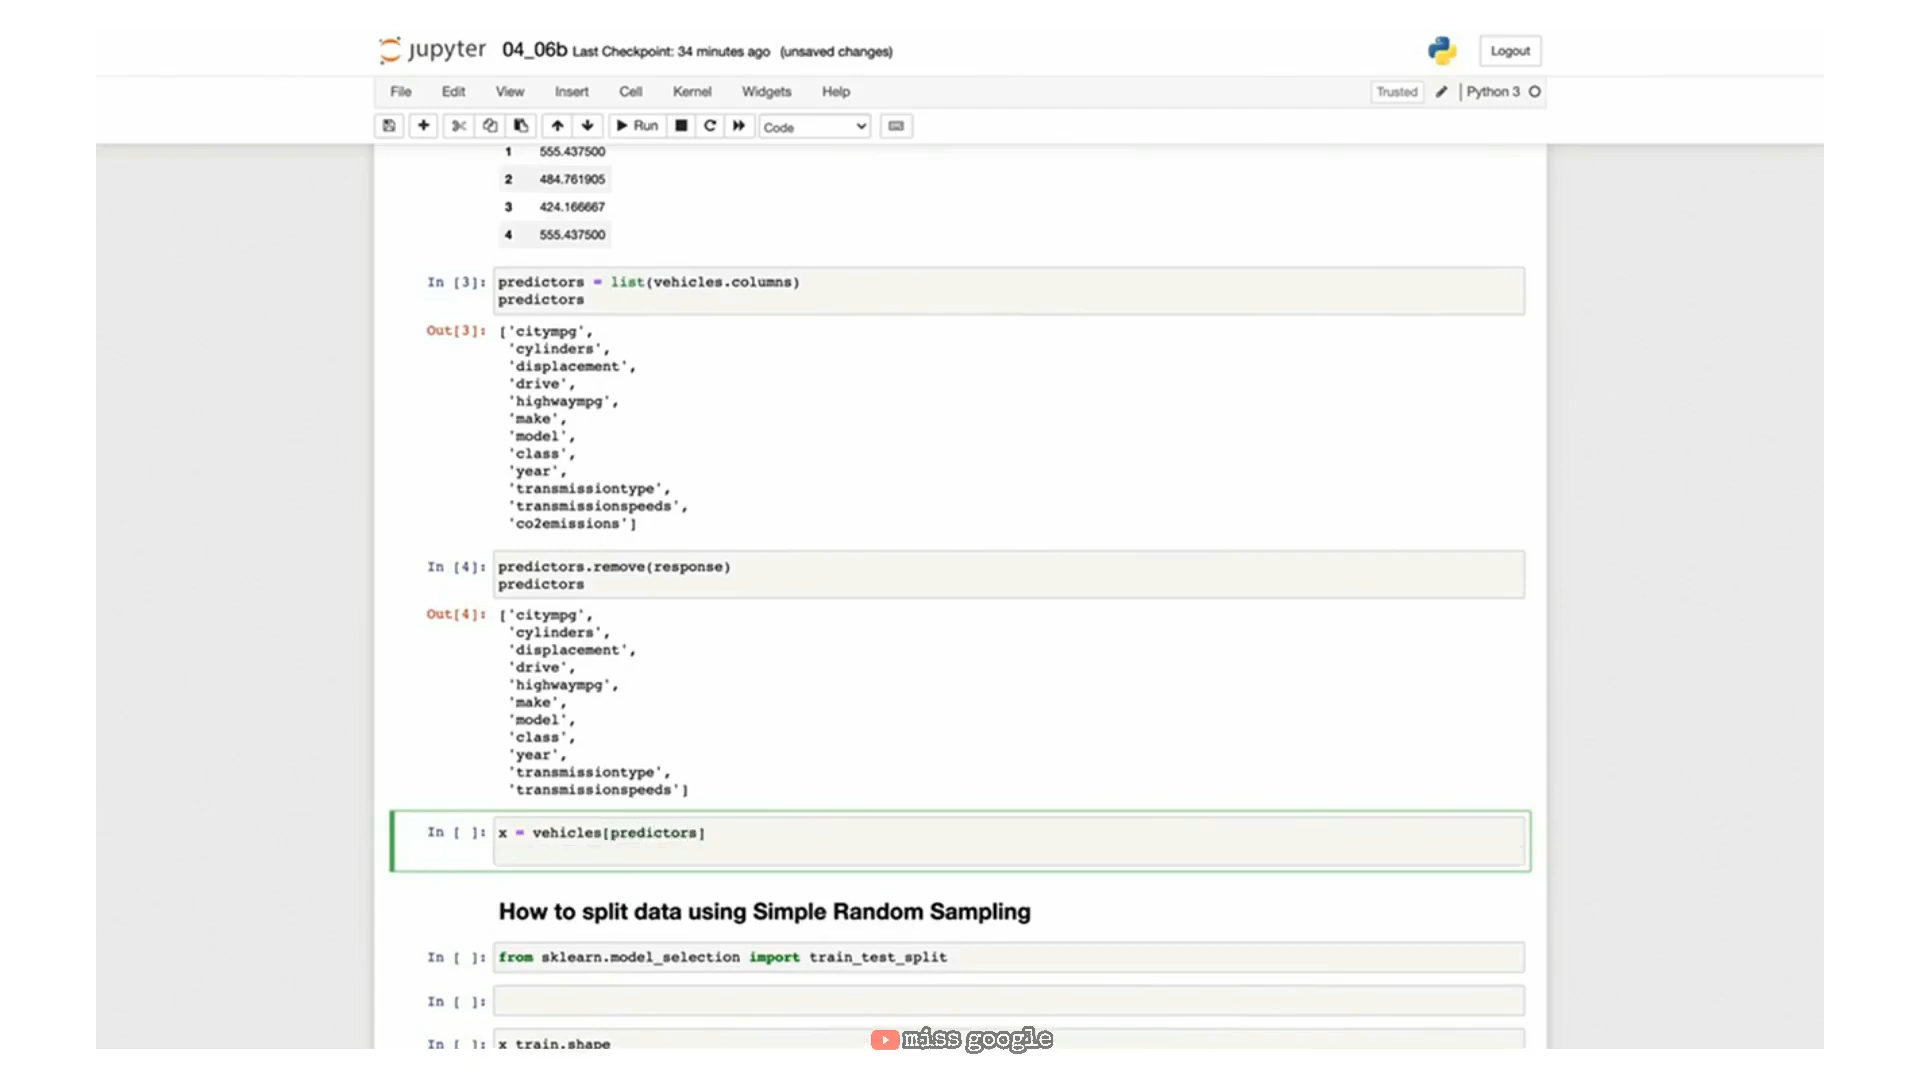 jupyter 04_06b Last Checkpoint: 34 minutes ago (unsaved changes) Logout
File Edit View Insert Cell Kernel Widgets Help Trusted Python 3
Run Code
1 555.437500
2 484.761905
3 424.166667
4 555.437500
In [3]: predictors = list(vehicles.columns)
predictors
Out[3]: ['citympg',
'cylinders',
'displacement',
'drive',
'highwaympg',
'make',
'model',
'class',
'year',
'transmissiontype',
'transmissionspeeds',
'co2emissions']
In [4]: predictors.remove(response)
predictors
Out[4]: ['citympg',
'cylinders',
'displacement',
'drive',
'highwaympg',
'make',
'model',
'class',
'year',
'transmissiontype',
'transmissionspeeds']
In [ ]: x = vehicles[predictors]
How to split data using Simple Random Sampling
In [ ]: from sklearn.model_selection import train_test_split
In [ ]:
In [ ]: x_train.shape
miss google